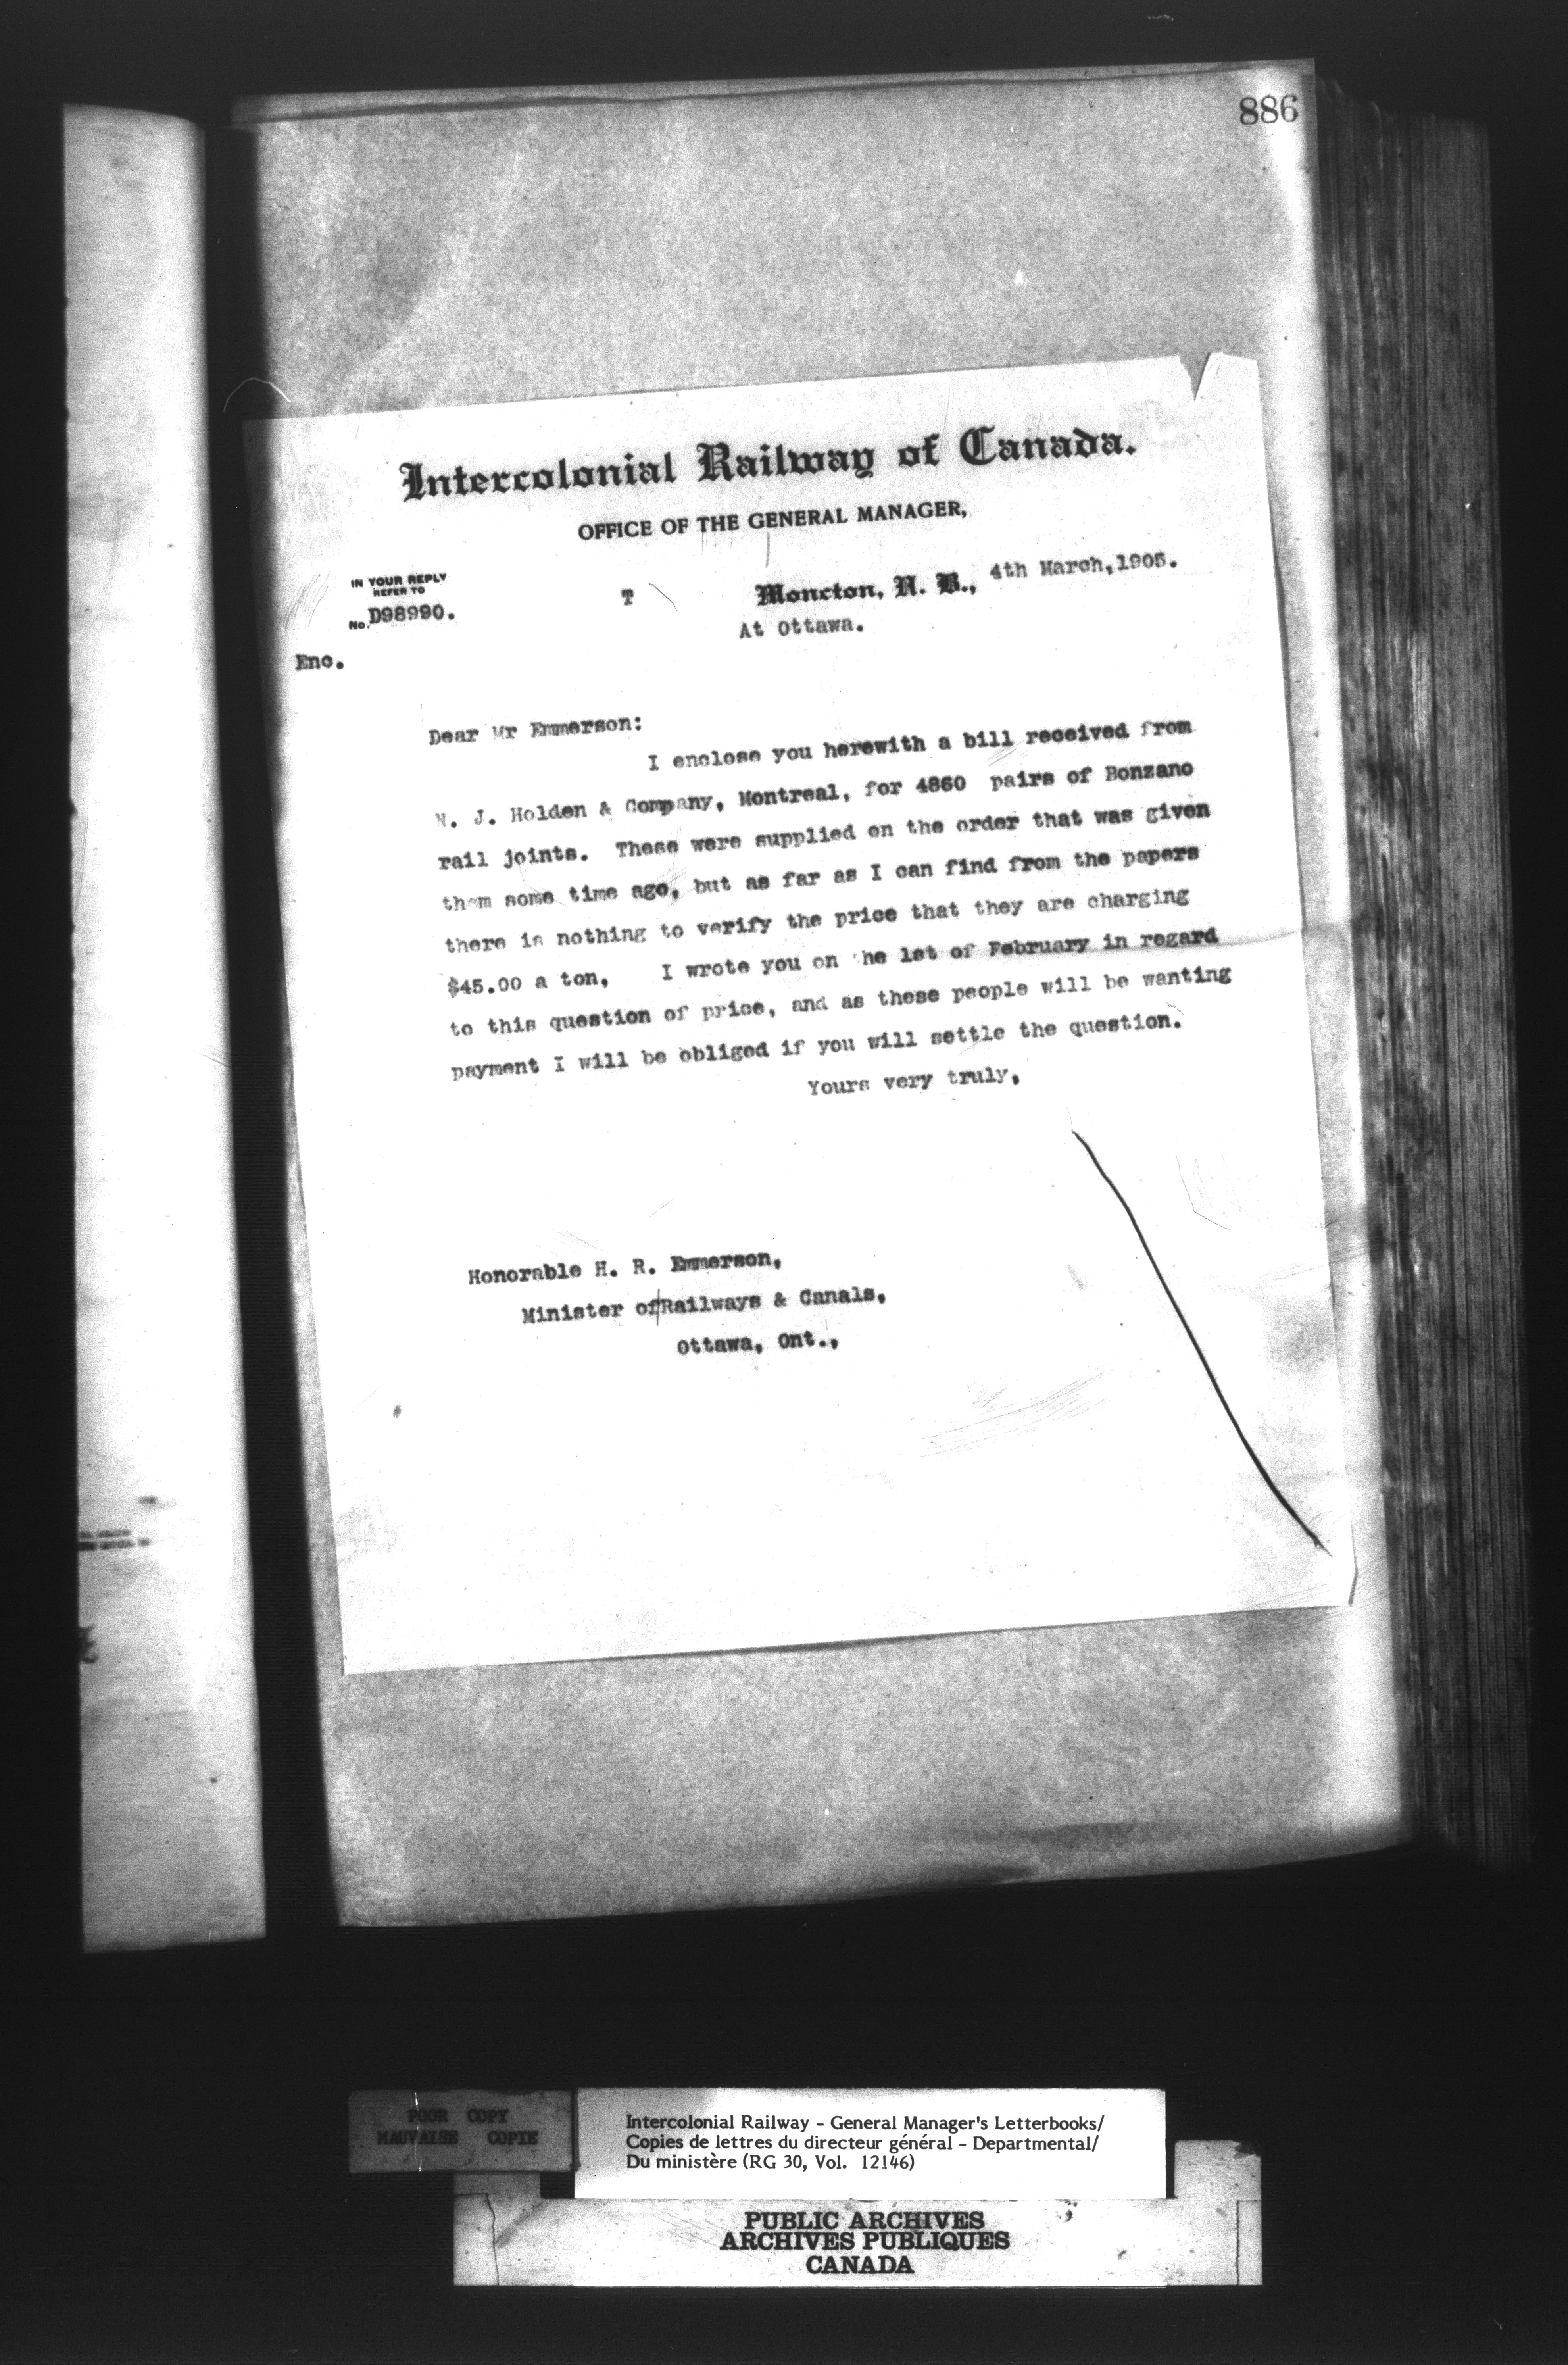 886
Intercolonial Railway of Canada.
OFFICE OF THE GENERAL MANAGER,
IN YOUR REPLY
REFER TO
No. D98990.
T
Moncton, N. B., 4th March, 1905.
At Ottawa.
Enc.
Dear Mr Emmerson:
I enclose you herewith a bill received from
J. Holden & Company, Montreal, for 4860 pairs of Bonzano
rail joints. These were supplied on the order that was given
them some time ago, but as far as I can find from the papers
there is nothing to verify the price that they are charging
$45.00 a ton, I wrote you on he 1st of February in regard
to this question of price, and as these people will be wanting
payment I will be obliged if you will settle the question.
Yours very truly,
Honorable H. R. Emmerson,
Minister of Railways & Canals,
Ottawa, Ont.,
POOR COPY
MAUVAISE COPIE
Intercolonial Railway - General Manager's Letterbooks/
Copies de lettres du directeur général - Departmental/
Du ministère (RG 30, Vol. 12146)
PUBLIC ARCHIVES
ARCHIVES PUBLIQUES
CANADA